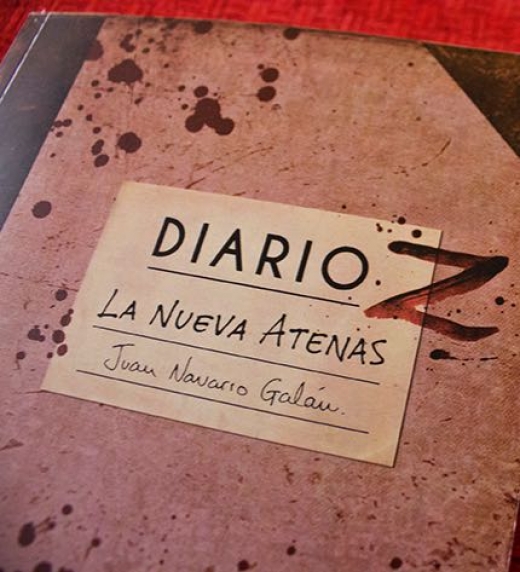 DIARIO Z
LA NUEVA ATENAS
Juan Navarro Galán.